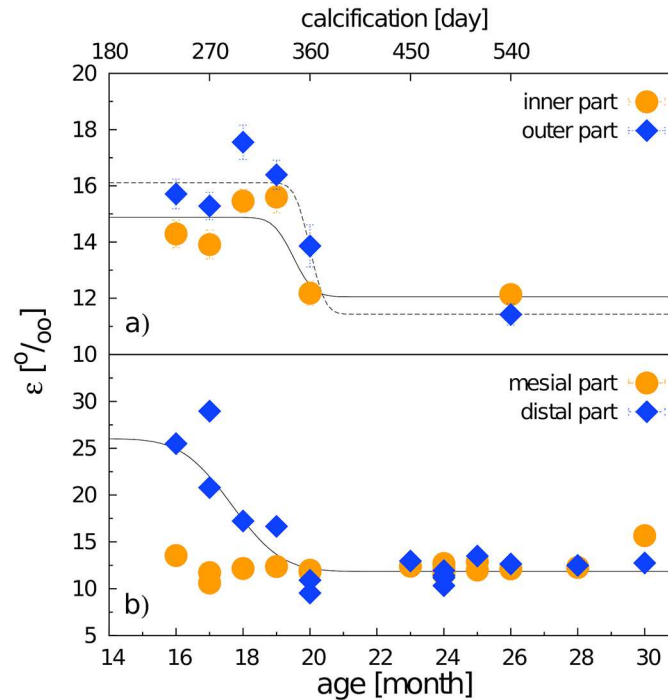 calcification [day]
180 270 360 450 540
20
inner part
outer part
18
16
14
12
a)
10
ε [o/oo]
mesial part
distal part
30
25
20
15
10
b)
5
14 16 18 20 22 24 26 28 30
age [month]